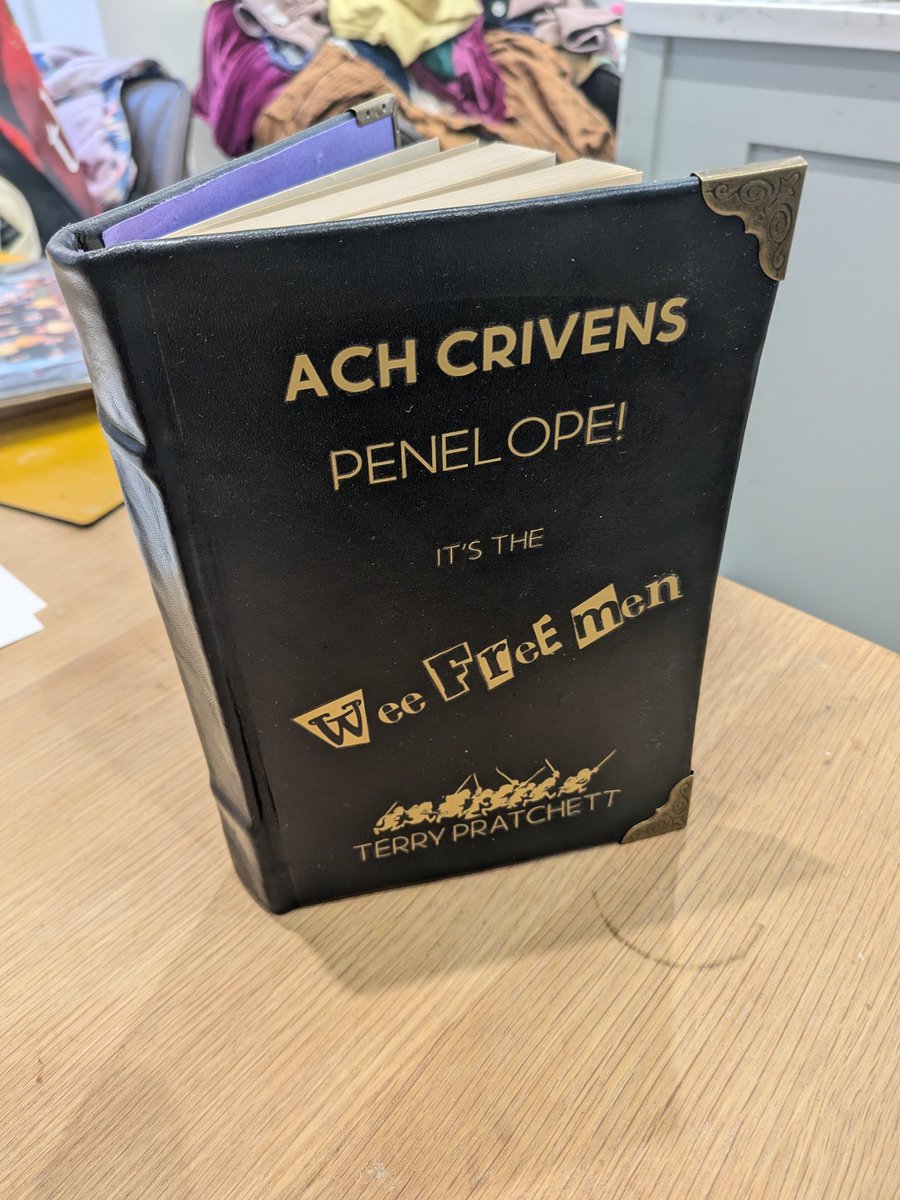 ACH CRIVENS
PENELOPE!
IT'S THE
Wee FreE men
TERRY PRATCHETT